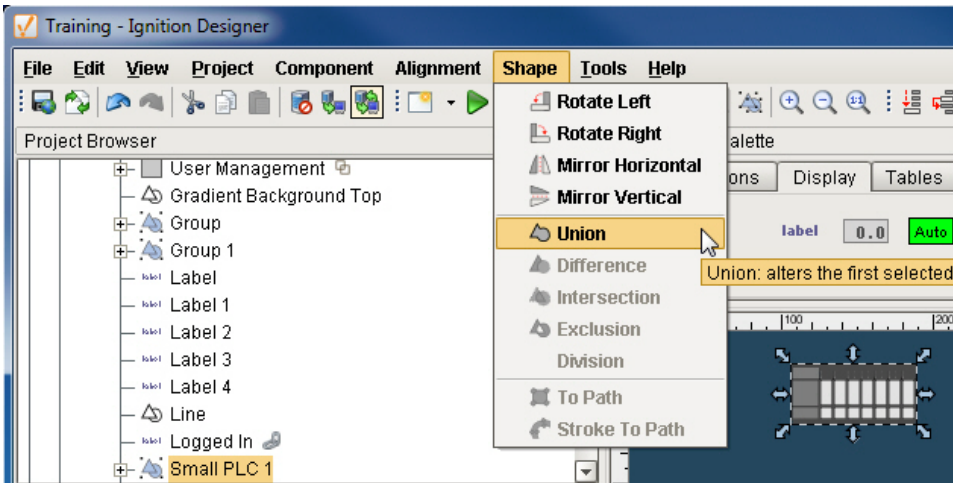 Training - Ignition Designer
File Edit View Project Component Alignment Shape Tools Help
Project Browser
User Management
Gradient Background Top
Group
Group 1
Label
Label 1
Label 2
Label 3
Label 4
Line
Logged In
Small PLC 1
Rotate Left
Rotate Right
Mirror Horizontal
Mirror Vertical
Union
Difference
Intersection
Exclusion
Division
To Path
Stroke To Path
alette
ons Display Tables
label 0.0 Auto
Union: alters the first selected
100 200